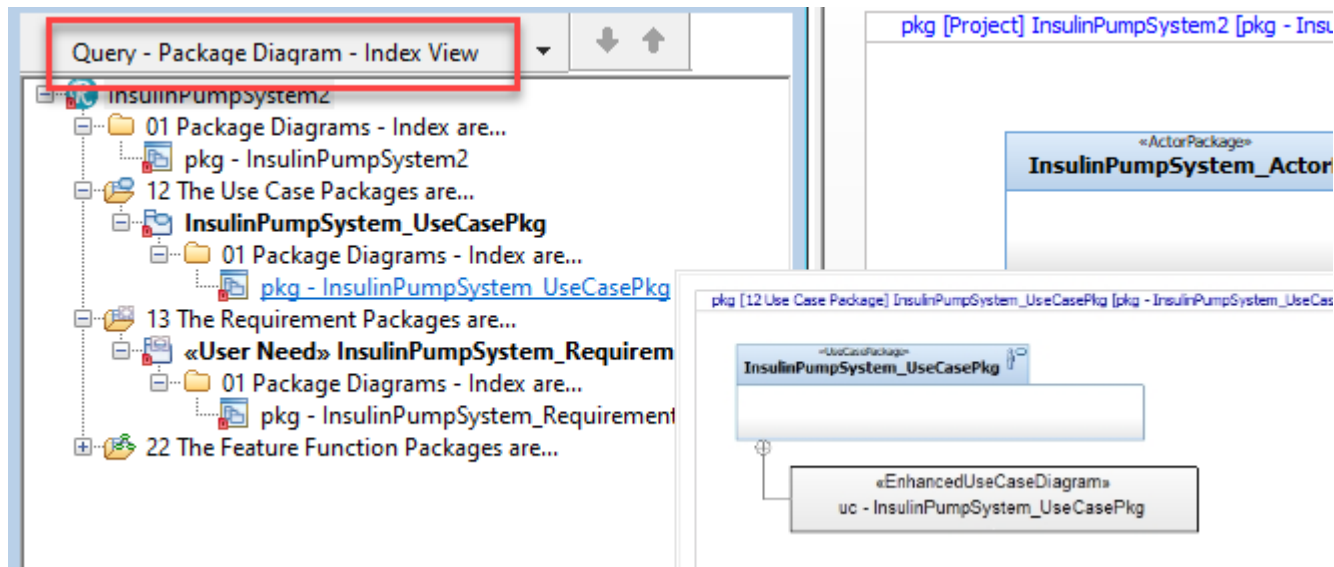 Query - Package Diagram - Index View
InsulinPumpSystem2
01 Package Diagrams - Index are...
pkg - InsulinPumpSystem2
12 The Use Case Packages are...
InsulinPumpSystem_UseCasePkg
01 Package Diagrams - Index are...
pkg - InsulinPumpSystem_UseCasePkg
13 The Requirement Packages are...
«User Need» InsulinPumpSystem_Requirem
01 Package Diagrams - Index are...
pkg - InsulinPumpSystem_Requirement
22 The Feature Function Packages are...
pkg [Project] InsulinPumpSystem2 [pkg - Insu
«ActorPackage»
InsulinPumpSystem_Actor
pkg [12 Use Case Package] InsulinPumpSystem_UseCasePkg [pkg - InsulinPumpSystem_UseCas
«UseCasePackage»
InsulinPumpSystem_UseCasePkg
«EnhancedUseCaseDiagram»
uc - InsulinPumpSystem_UseCasePkg